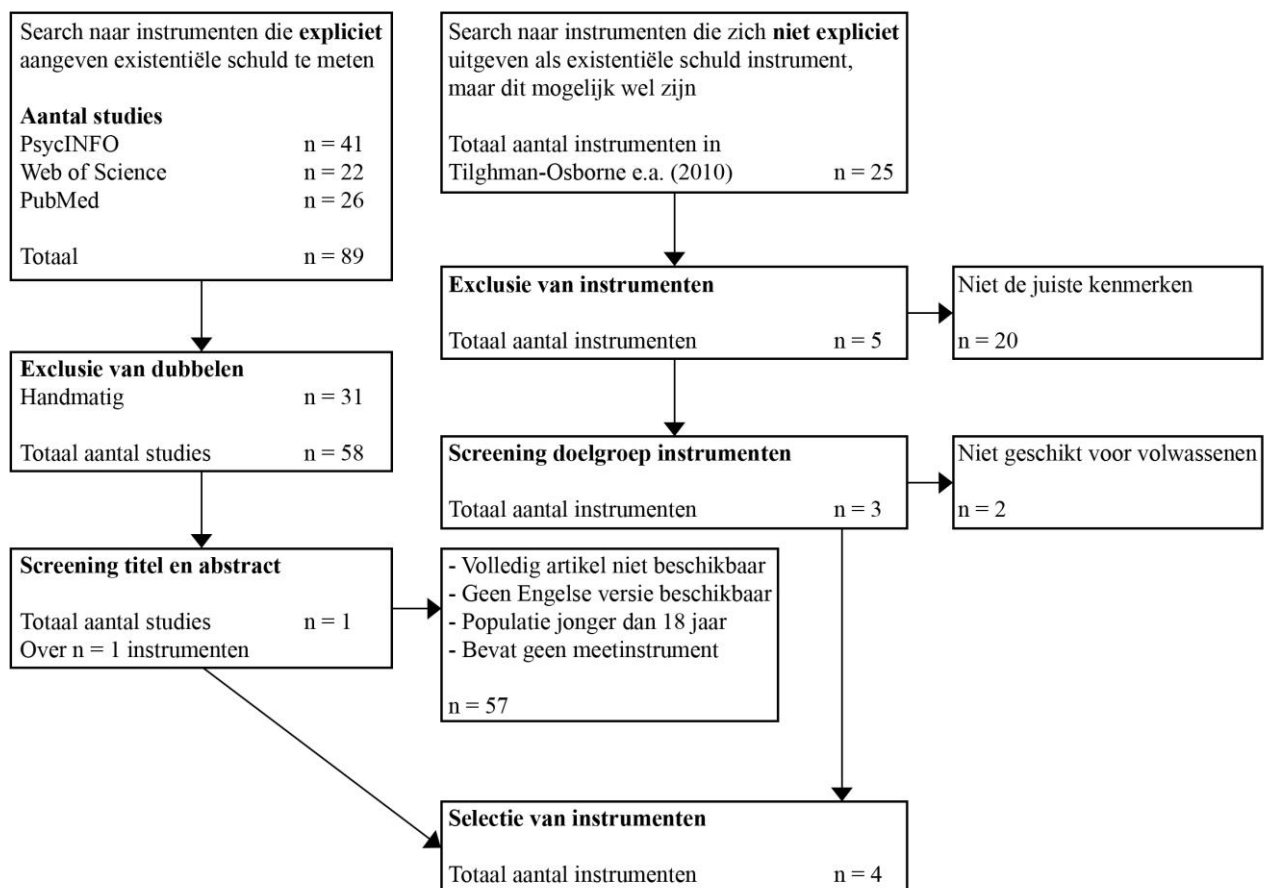 Search naar instrumenten die expliciet
aangeven existentiële schuld te meten
Aantal studies
PsycINFO n = 41
Web of Science n = 22
PubMed n = 26
Totaal n = 89
Search naar instrumenten die zich niet expliciet
uitgeven als existentiële schuld instrument,
maar dit mogelijk wel zijn
Totaal aantal instrumenten in
Tilghman-Osborne e.a. (2010) n = 25
Exclusie van instrumenten
Totaal aantal instrumenten n = 5
Niet de juiste kenmerken
n = 20
Exclusie van dubbelen
Handmatig n = 31
Totaal aantal studies n = 58
Screening doelgroep instrumenten
Totaal aantal instrumenten n = 3
Niet geschikt voor volwassenen
n = 2
Screening titel en abstract
Totaal aantal studies n = 1
Over n = 1 instrumenten
- Volledig artikel niet beschikbaar
- Geen Engelse versie beschikbaar
- Populatie jonger dan 18 jaar
- Bevat geen meetinstrument
n = 57
Selectie van instrumenten
Totaal aantal instrumenten n = 4